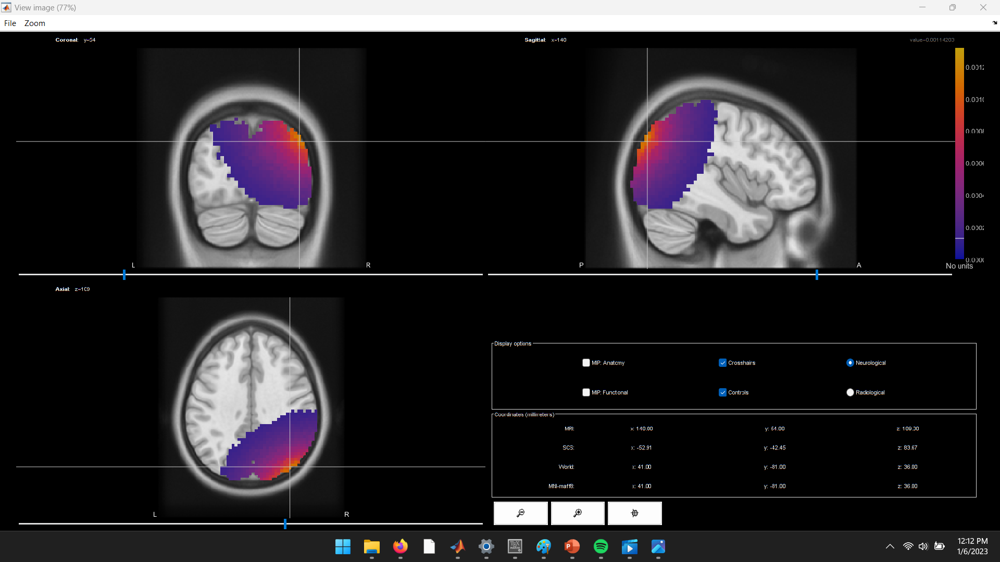 View image (77%)
File Zoom
Coronal: y=54
Sagittal: x=140
value=0.00114203
0.0012
0.0010
0.0008
0.0006
0.0004
0.0002
0.0000
No units
L R
P A
Axial: z=109
L R
Display options
MIP: Anatomy Crosshairs Neurological
MIP: Functional Controls Radiological
Coordinates (millimeters)
MRI: x: 140.00 y: 54.00 z: 109.00
SCS: x: -52.91 y: -42.45 z: 83.67
World: x: 41.00 y: -81.00 z: 36.00
MNI-maff8: x: 41.00 y: -81.00 z: 36.00
12:12 PM
1/6/2023